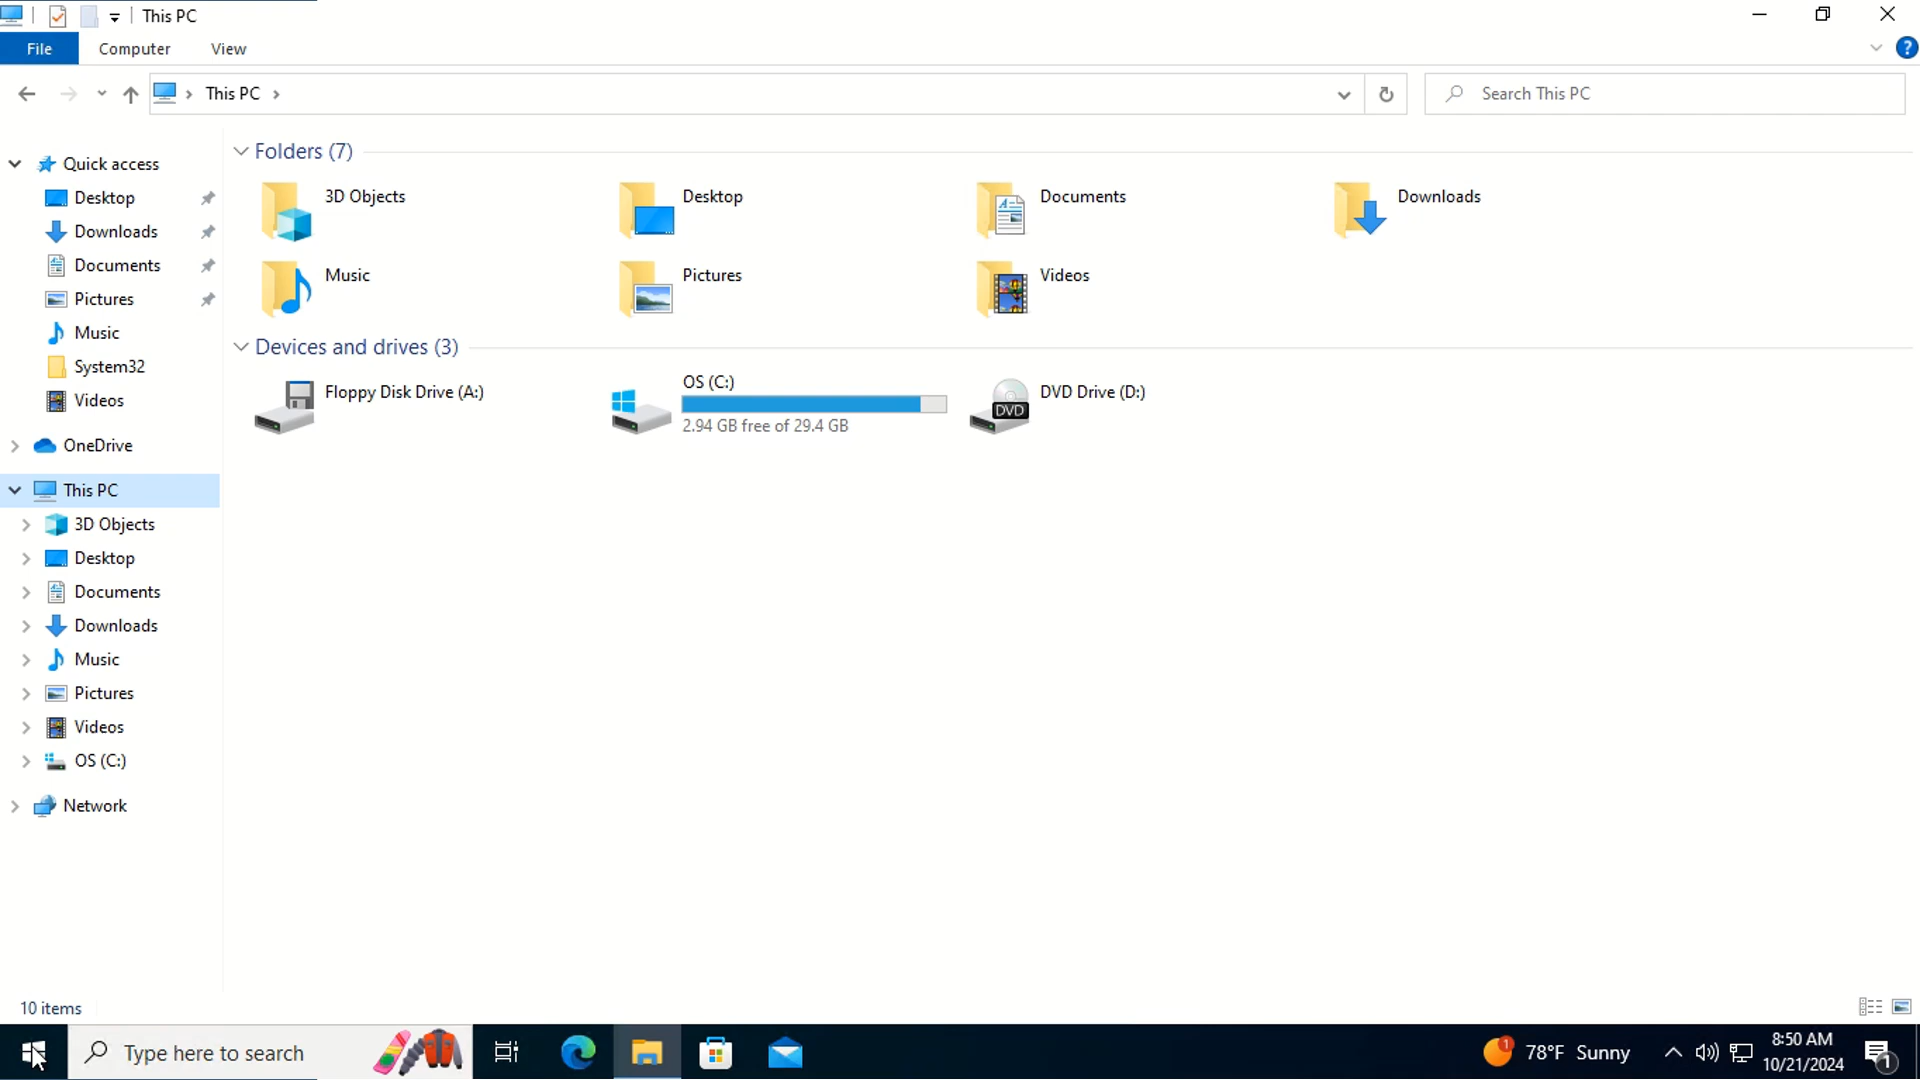 This PC
File Computer View
This PC
Search This PC
Quick access
Desktop
Downloads
Documents
Pictures
Music
System32
Videos
OneDrive
This PC
3D Objects
Desktop
Documents
Downloads
Music
Pictures
Videos
OS (C:)
Network
Folders (7)
3D Objects
Desktop
Documents
Downloads
Music
Pictures
Videos
Devices and drives (3)
Floppy Disk Drive (A:)
OS (C:)
2.94 GB free of 29.4 GB
DVD
DVD Drive (D:)
10 items
Type here to search
1
78°F Sunny
8:50 AM
10/21/2024
1